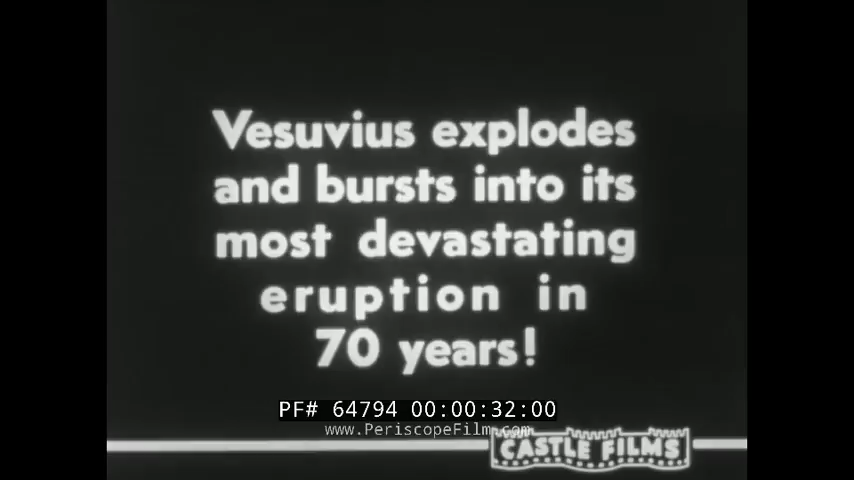 Vesuvius explodes
and bursts into its
most devastating
eruption in
70 years!
PF# 64794 00:00:32:00
www.PeriscopeFilm.com
CASTLE FILMS